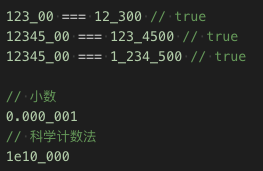 123_00 === 12_300 // true
12345_00 === 123_4500 // true
12345_00 === 1_234_500 // true
// 小数
0.000_001
// 科学计数法
1e10_000